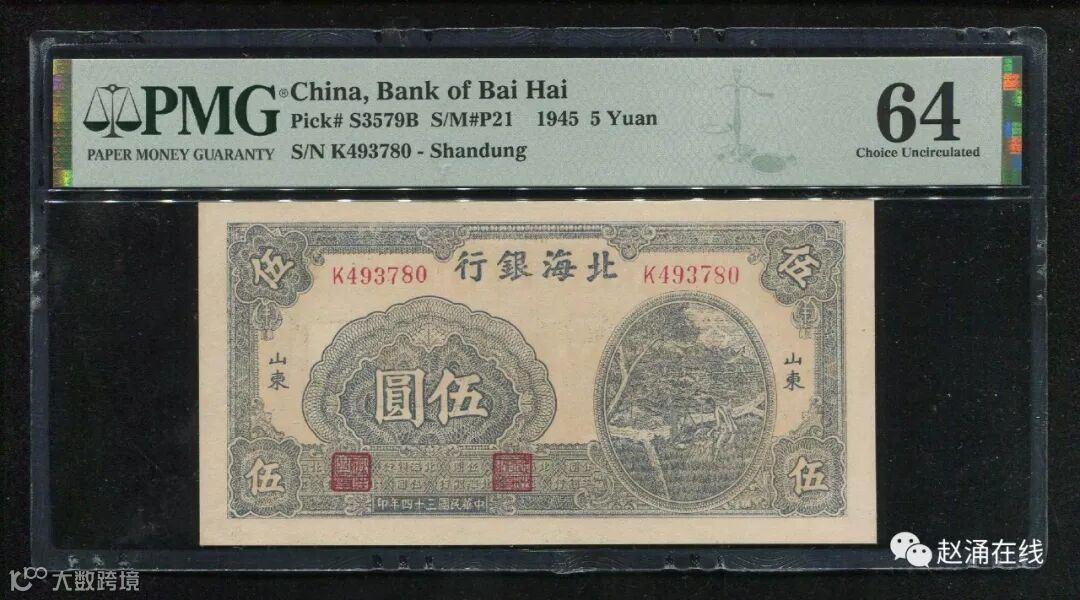 PMG® China, Bank of Bai Hai
Pick# S3579B S/M#P21 1945 5 Yuan
PAPER MONEY GUARANTY S/N K493780 - Shandung
64
Choice Uncirculated
伍 伍
行銀海北
K493780 K493780
山東 山東
圓伍
伍 伍
印年四十三國民華中
赵涌在线
大数跨境